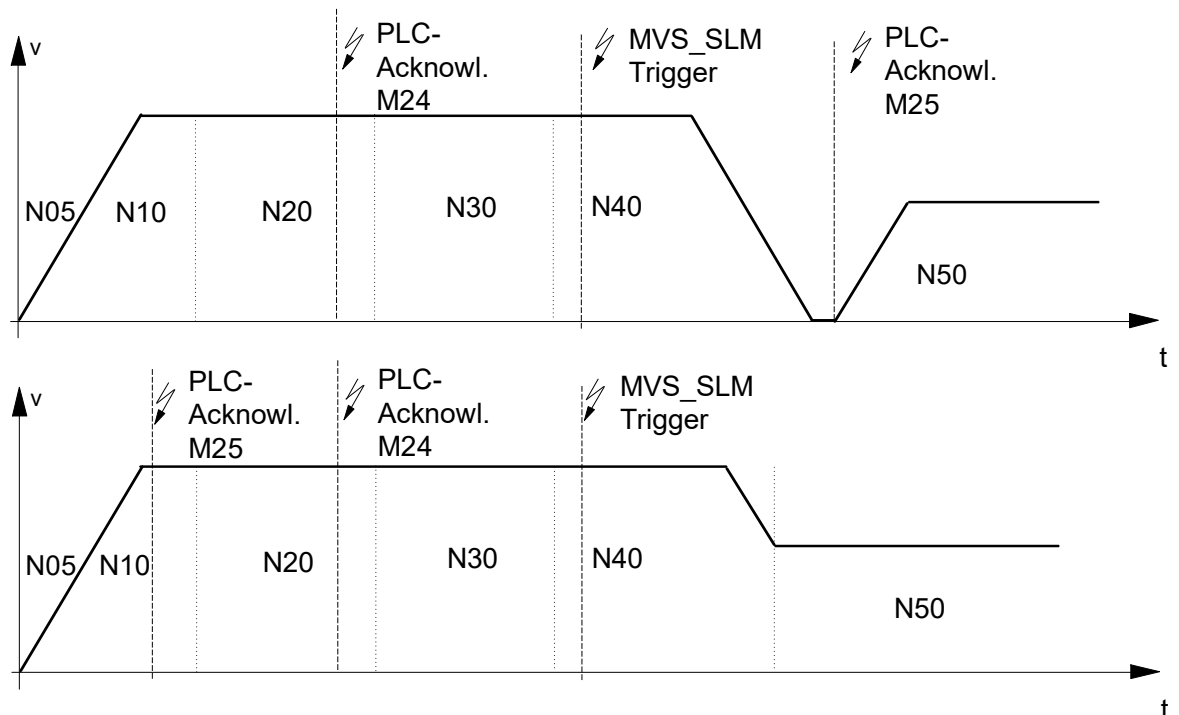 v
PLC-
Acknowl.
M24
MVS_SLM
Trigger
PLC-
Acknowl.
M25
N05
N10
N20
N30
N40
N50
t
v
PLC-
Acknowl.
M25
PLC-
Acknowl.
M24
MVS_SLM
Trigger
N05
N10
N20
N30
N40
N50
t